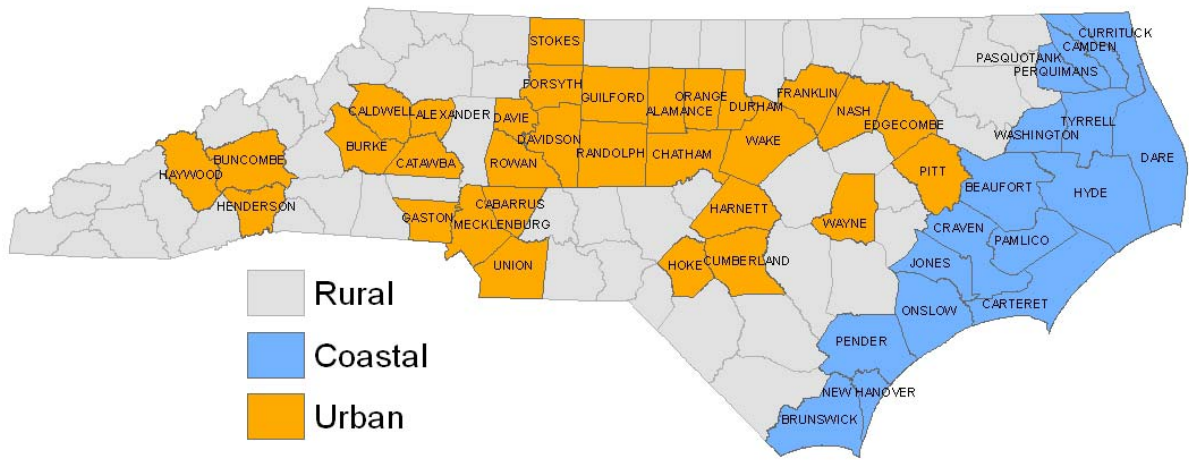 CURRITUCK
STOKES
CAMDEN
PASQUOTANK
PERQUIMANS
FORSYTH
GUILFORD
ORANGE
ALAMANCE
DURHAM
FRANKLIN
NASH
EDGECOMBE
CALDWELL
ALEXANDER
DAVIE
DAVIDSON
TYRRELL
WASHINGTON
BURKE
CATAWBA
ROWAN
RANDOLPH
CHATHAM
WAKE
DARE
BUNCOMBE
HAYWOOD
PITT
BEAUFORT
HYDE
HENDERSON
GASTON
CABARRUS
MECKLENBURG
HARNETT
WAYNE
CRAVEN
PAMLICO
UNION
HOKE
CUMBERLAND
JONES
CARTERET
ONSLOW
PENDER
NEW HANOVER
BRUNSWICK
Rural
Coastal
Urban